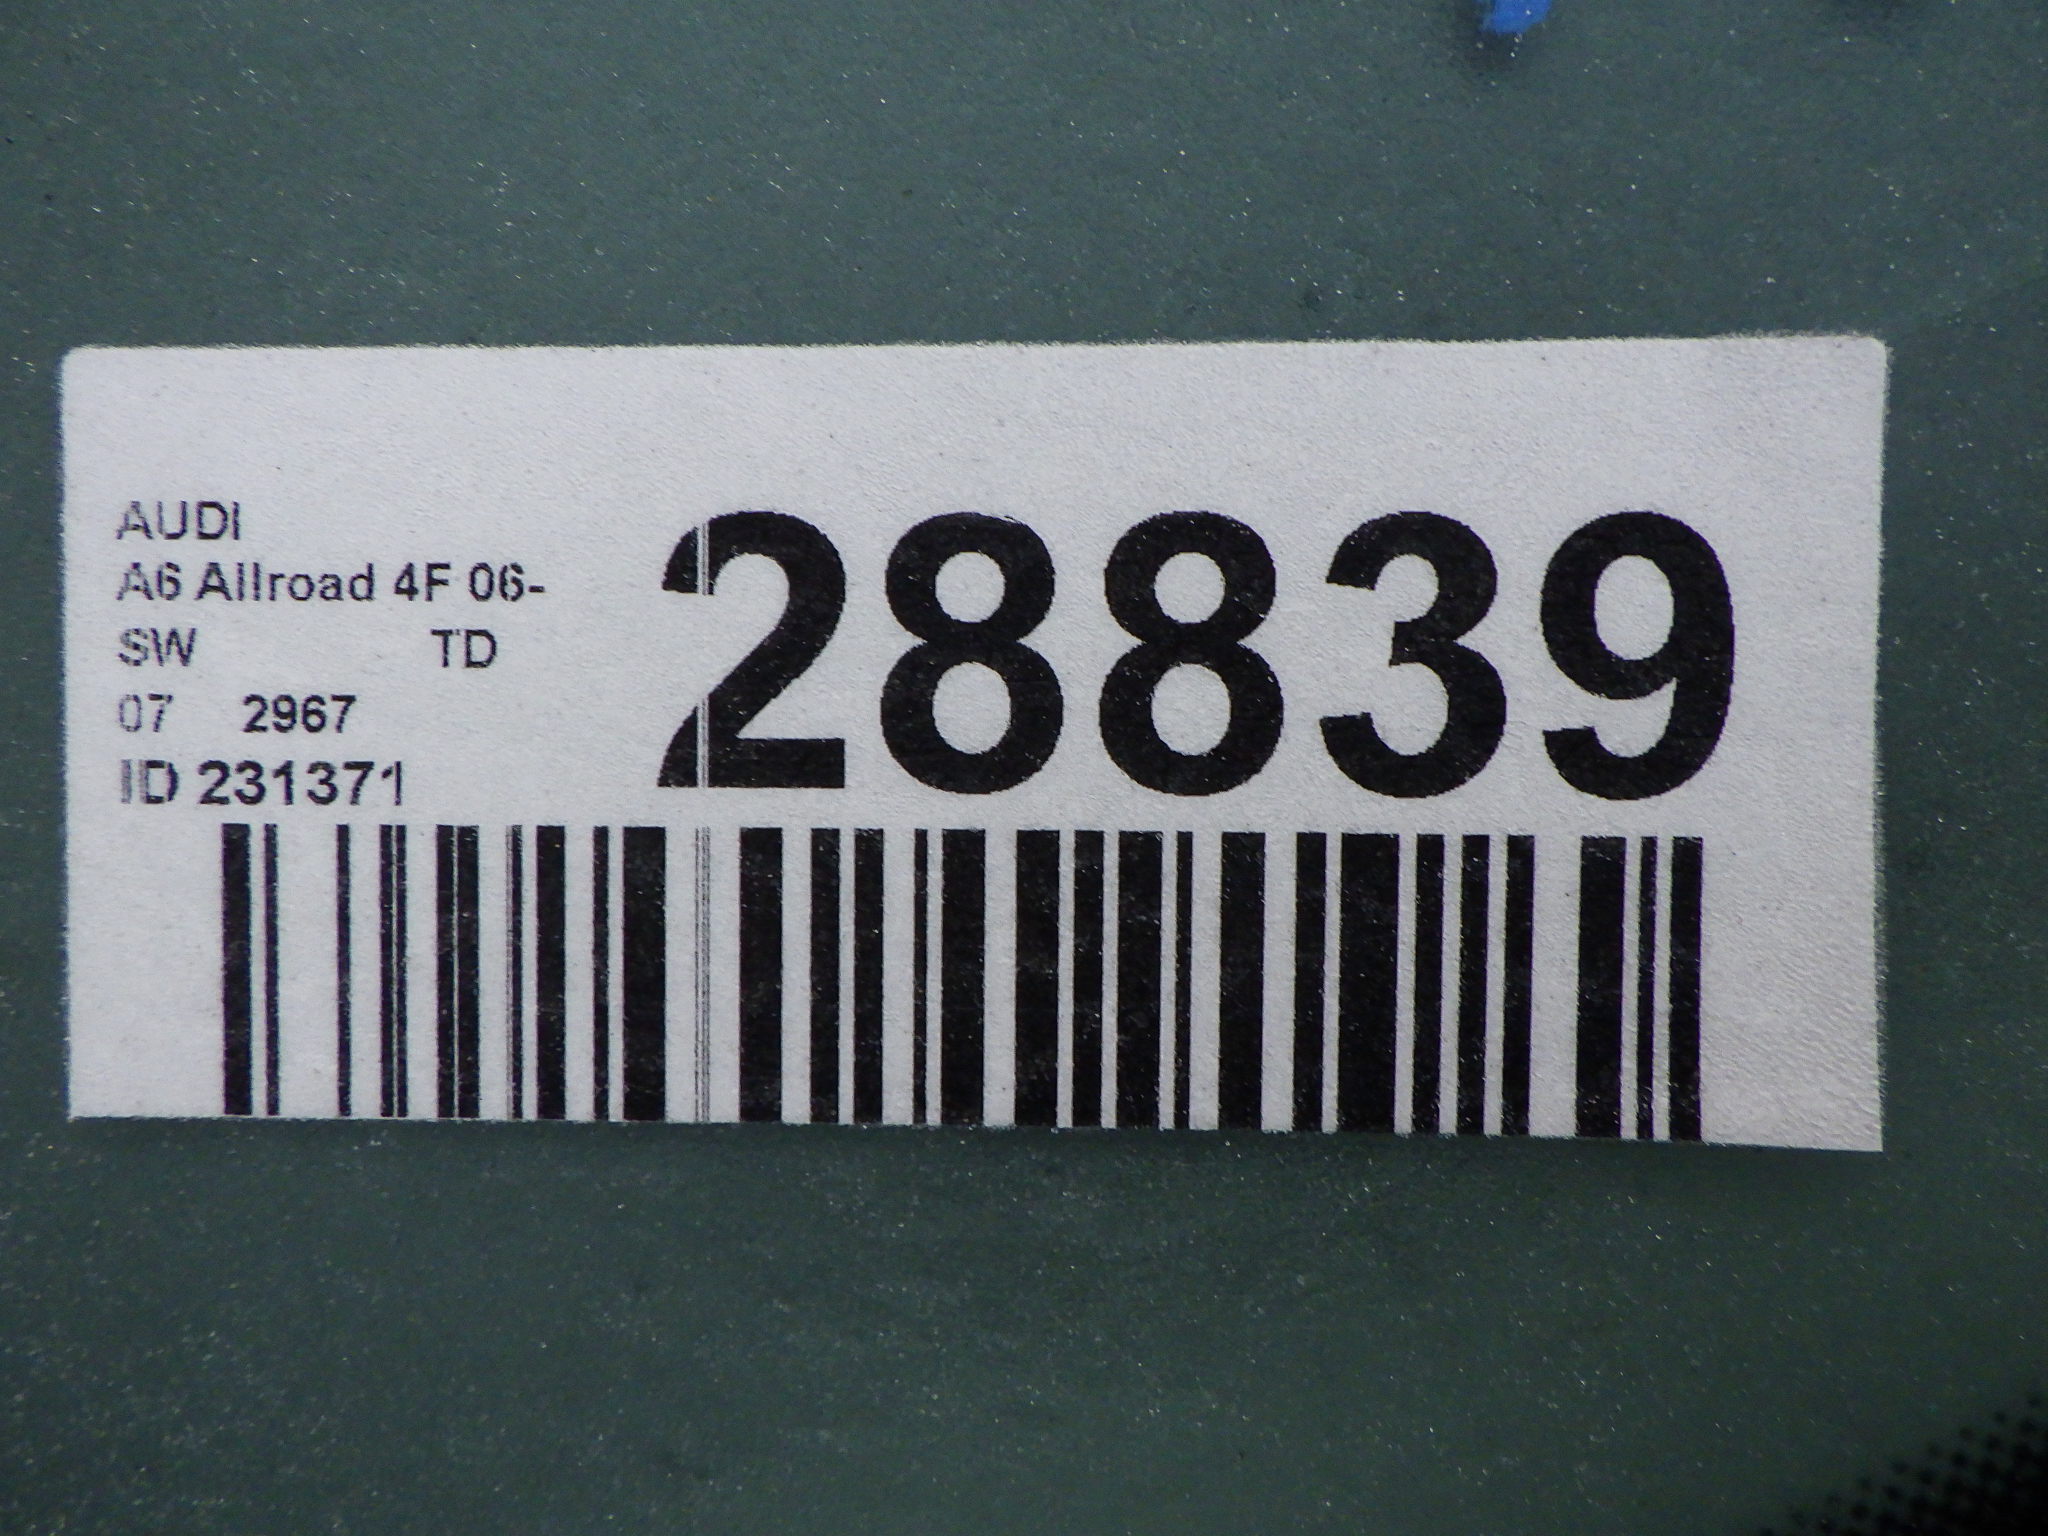 AUDI
A6 Allroad 4F 06-
SW TD
07 2967
ID 231371
28839